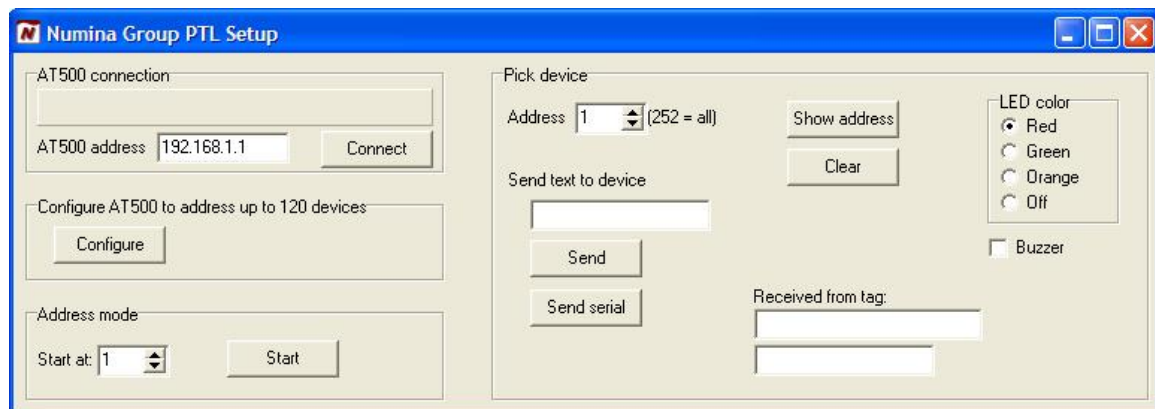 Numina Group PTL Setup
AT500 connection
AT500 address 192.168.1.1 Connect
Configure AT500 to address up to 120 devices
Configure
Address mode
Start at: 1 Start
Pick device
Address 1 (252 = all) Show address
Clear
Send text to device
Send
Send serial
LED color
Red
Green
Orange
Off
Buzzer
Received from tag: